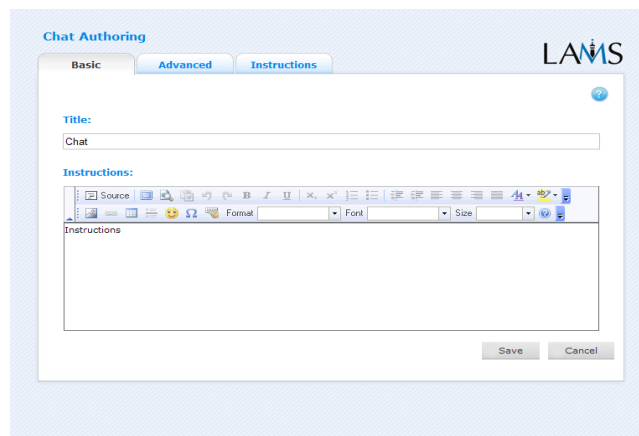 Chat Authoring
LAMS
Basic Advanced Instructions
?
Title:
Chat
Instructions:
Source B I U
Format Font Size
Instructions
Save Cancel